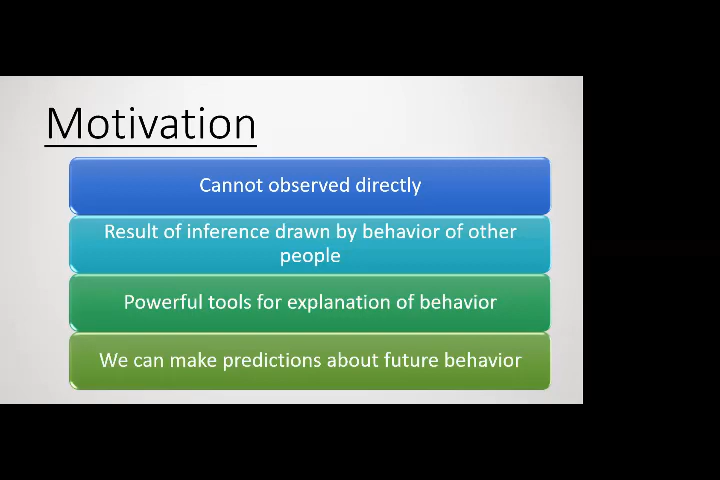 Motivation
Cannot observed directly
Result of inference drawn by behavior of other
people
Powerful tools for explanation of behavior
We can make predictions about future behavior